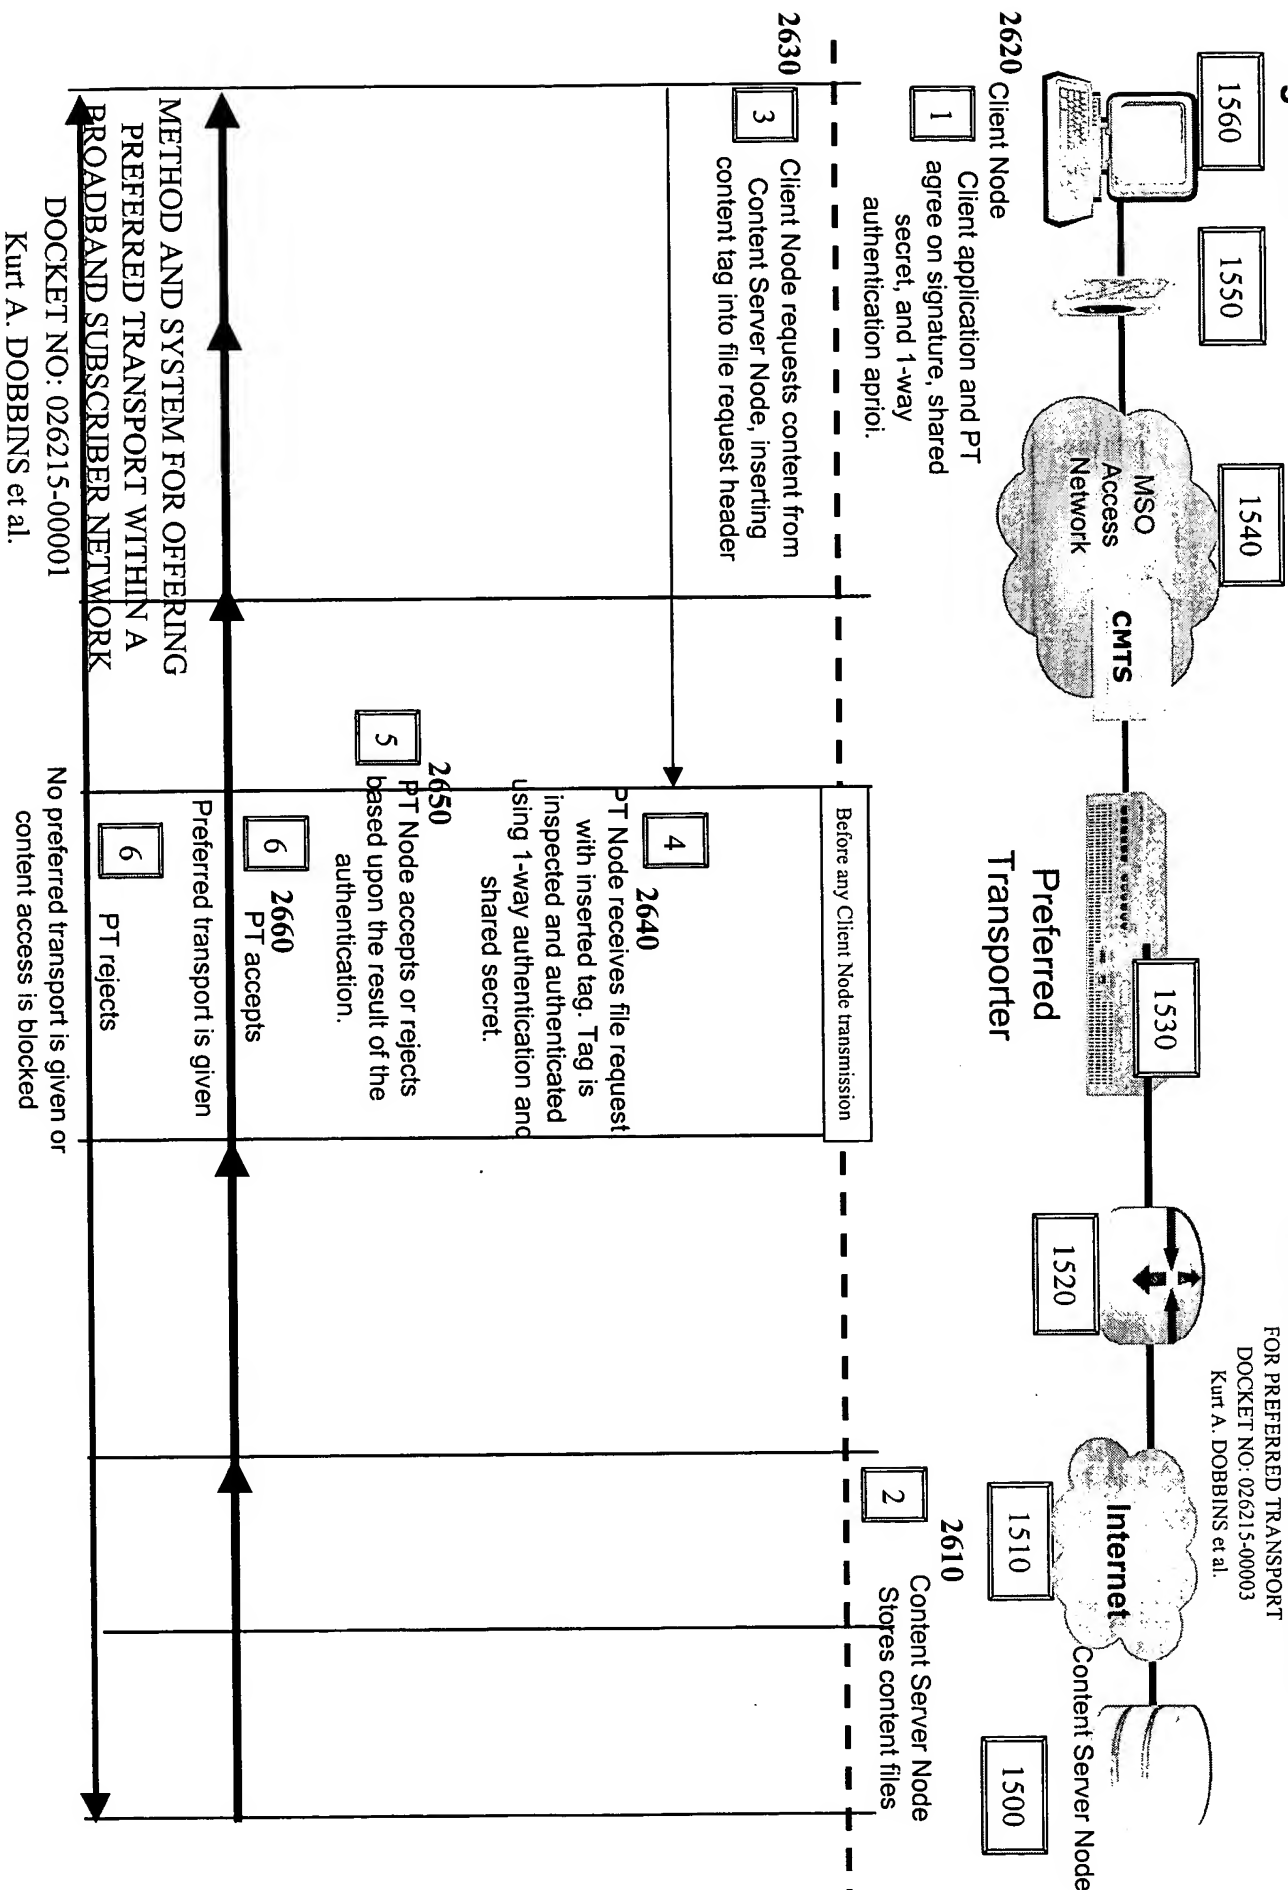 FOR PREFERRED TRANSPORT
DOCKET NO: 026215-00003
Kurt A. DOBBINS et al.
1560
1550
1540
1530
1520
1510
1500
MSO
Access
Network
CMTS
Preferred
Transporter
Internet
Content Server Node
2620 Client Node
1
Client application and PT
agree on signature, shared
secret, and 1-way
authentication aprioi.
2610
2
Content Server Node
Stores content files
Before any Client Node transmission
2630
3
Client Node requests content from
Content Server Node, inserting
content tag into file request header
4
2640
PT Node receives file request
with inserted tag. Tag is
inspected and authenticated
using 1-way authentication and
shared secret.
2650
5
PT Node accepts or rejects
based upon the result of the
authentication.
6
2660
PT accepts
Preferred transport is given
6
PT rejects
No preferred transport is given or
content access is blocked
METHOD AND SYSTEM FOR OFFERING
PREFERRED TRANSPORT WITHIN A
BROADBAND SUBSCRIBER NETWORK
DOCKET NO: 026215-00001
Kurt A. DOBBINS et al.